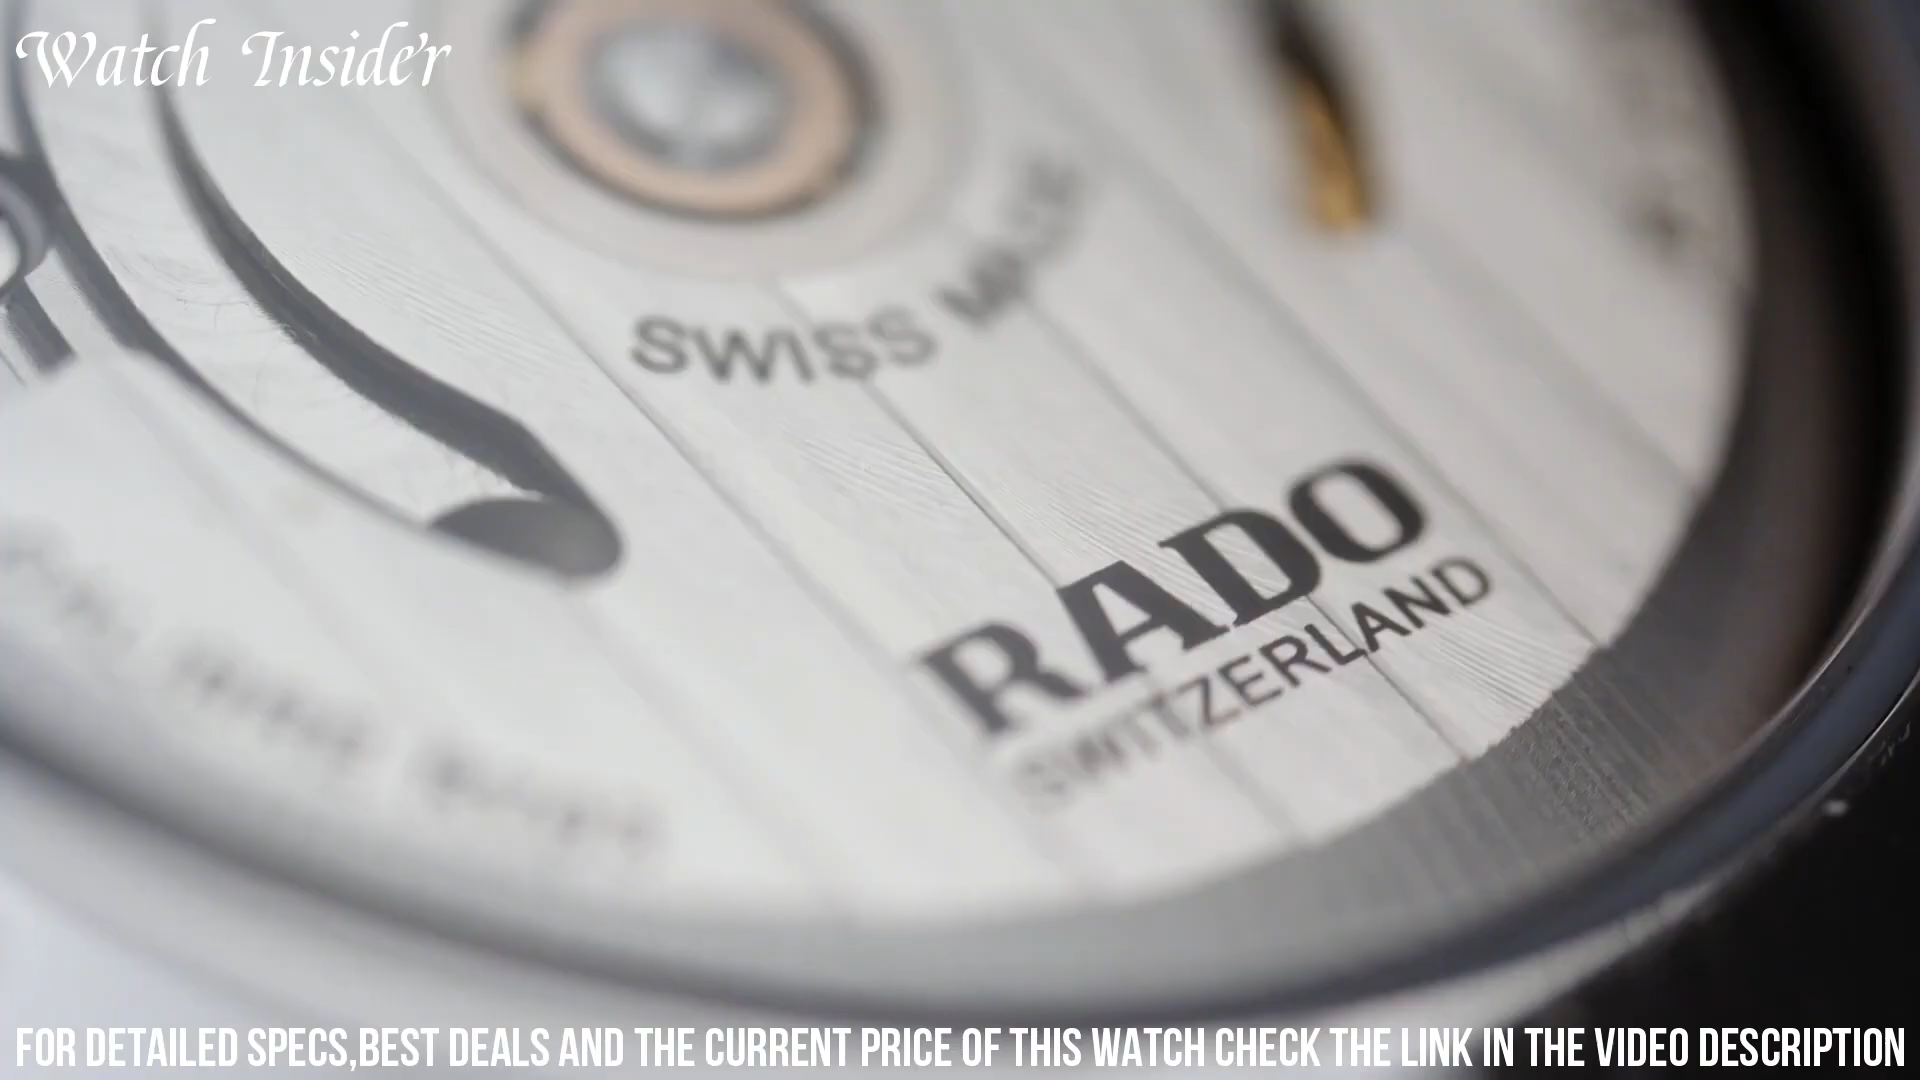 Watch Insider
SWISS MADE
RADO
SWITZERLAND
FOR DETAILED SPECS,BEST DEALS AND THE CURRENT PRICE OF THIS WATCH CHECK THE LINK IN THE VIDEO DESCRIPTION